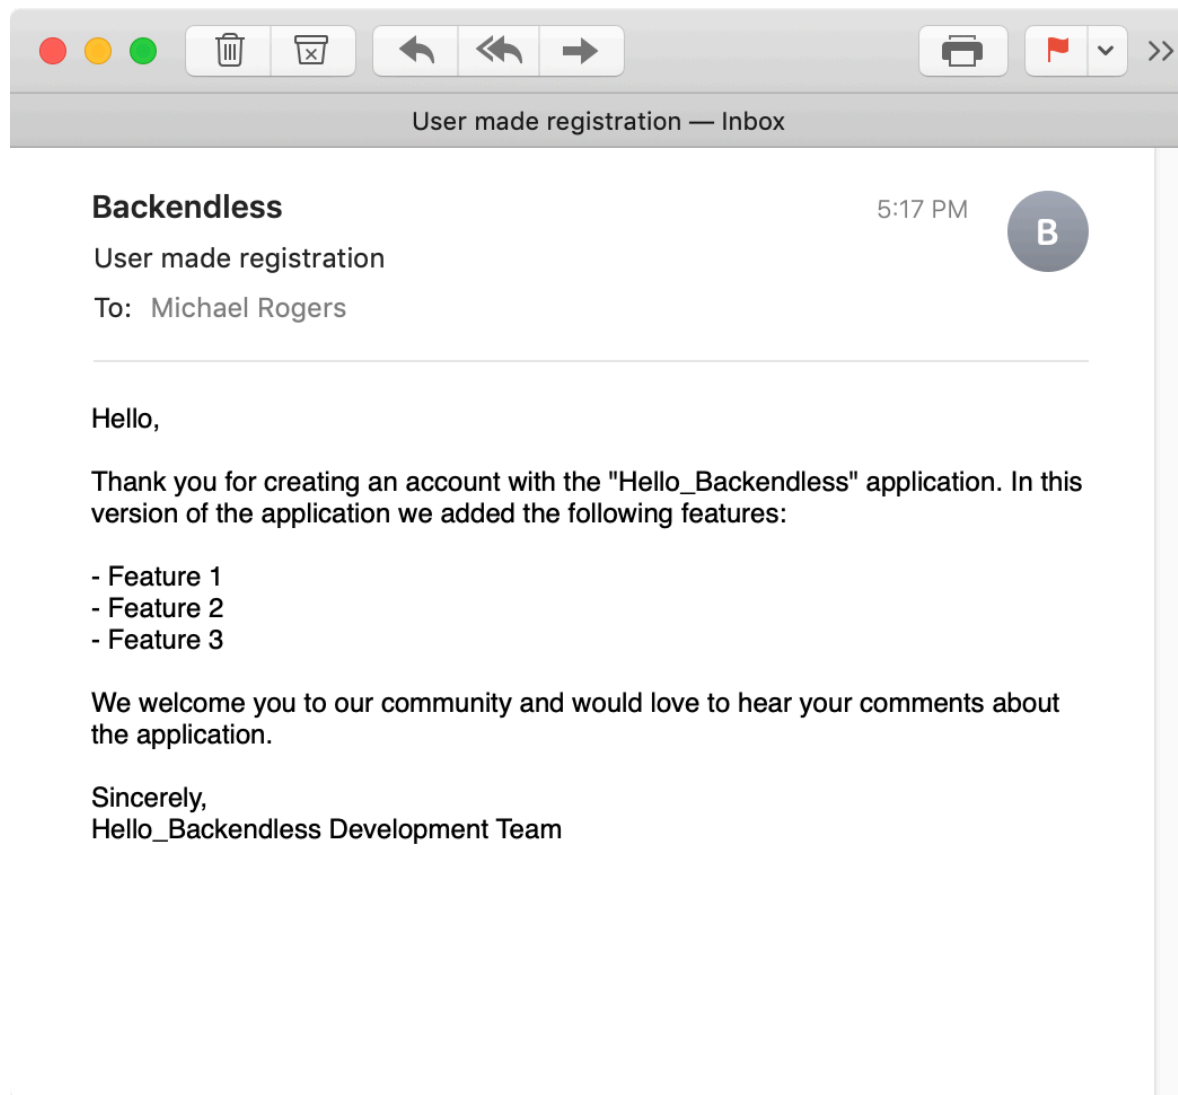 User made registration — Inbox
Backendless
5:17 PM
B
User made registration
To: Michael Rogers
Hello,
Thank you for creating an account with the "Hello_Backendless" application. In this
version of the application we added the following features:
- Feature 1
- Feature 2
- Feature 3
We welcome you to our community and would love to hear your comments about
the application.
Sincerely,
Hello_Backendless Development Team